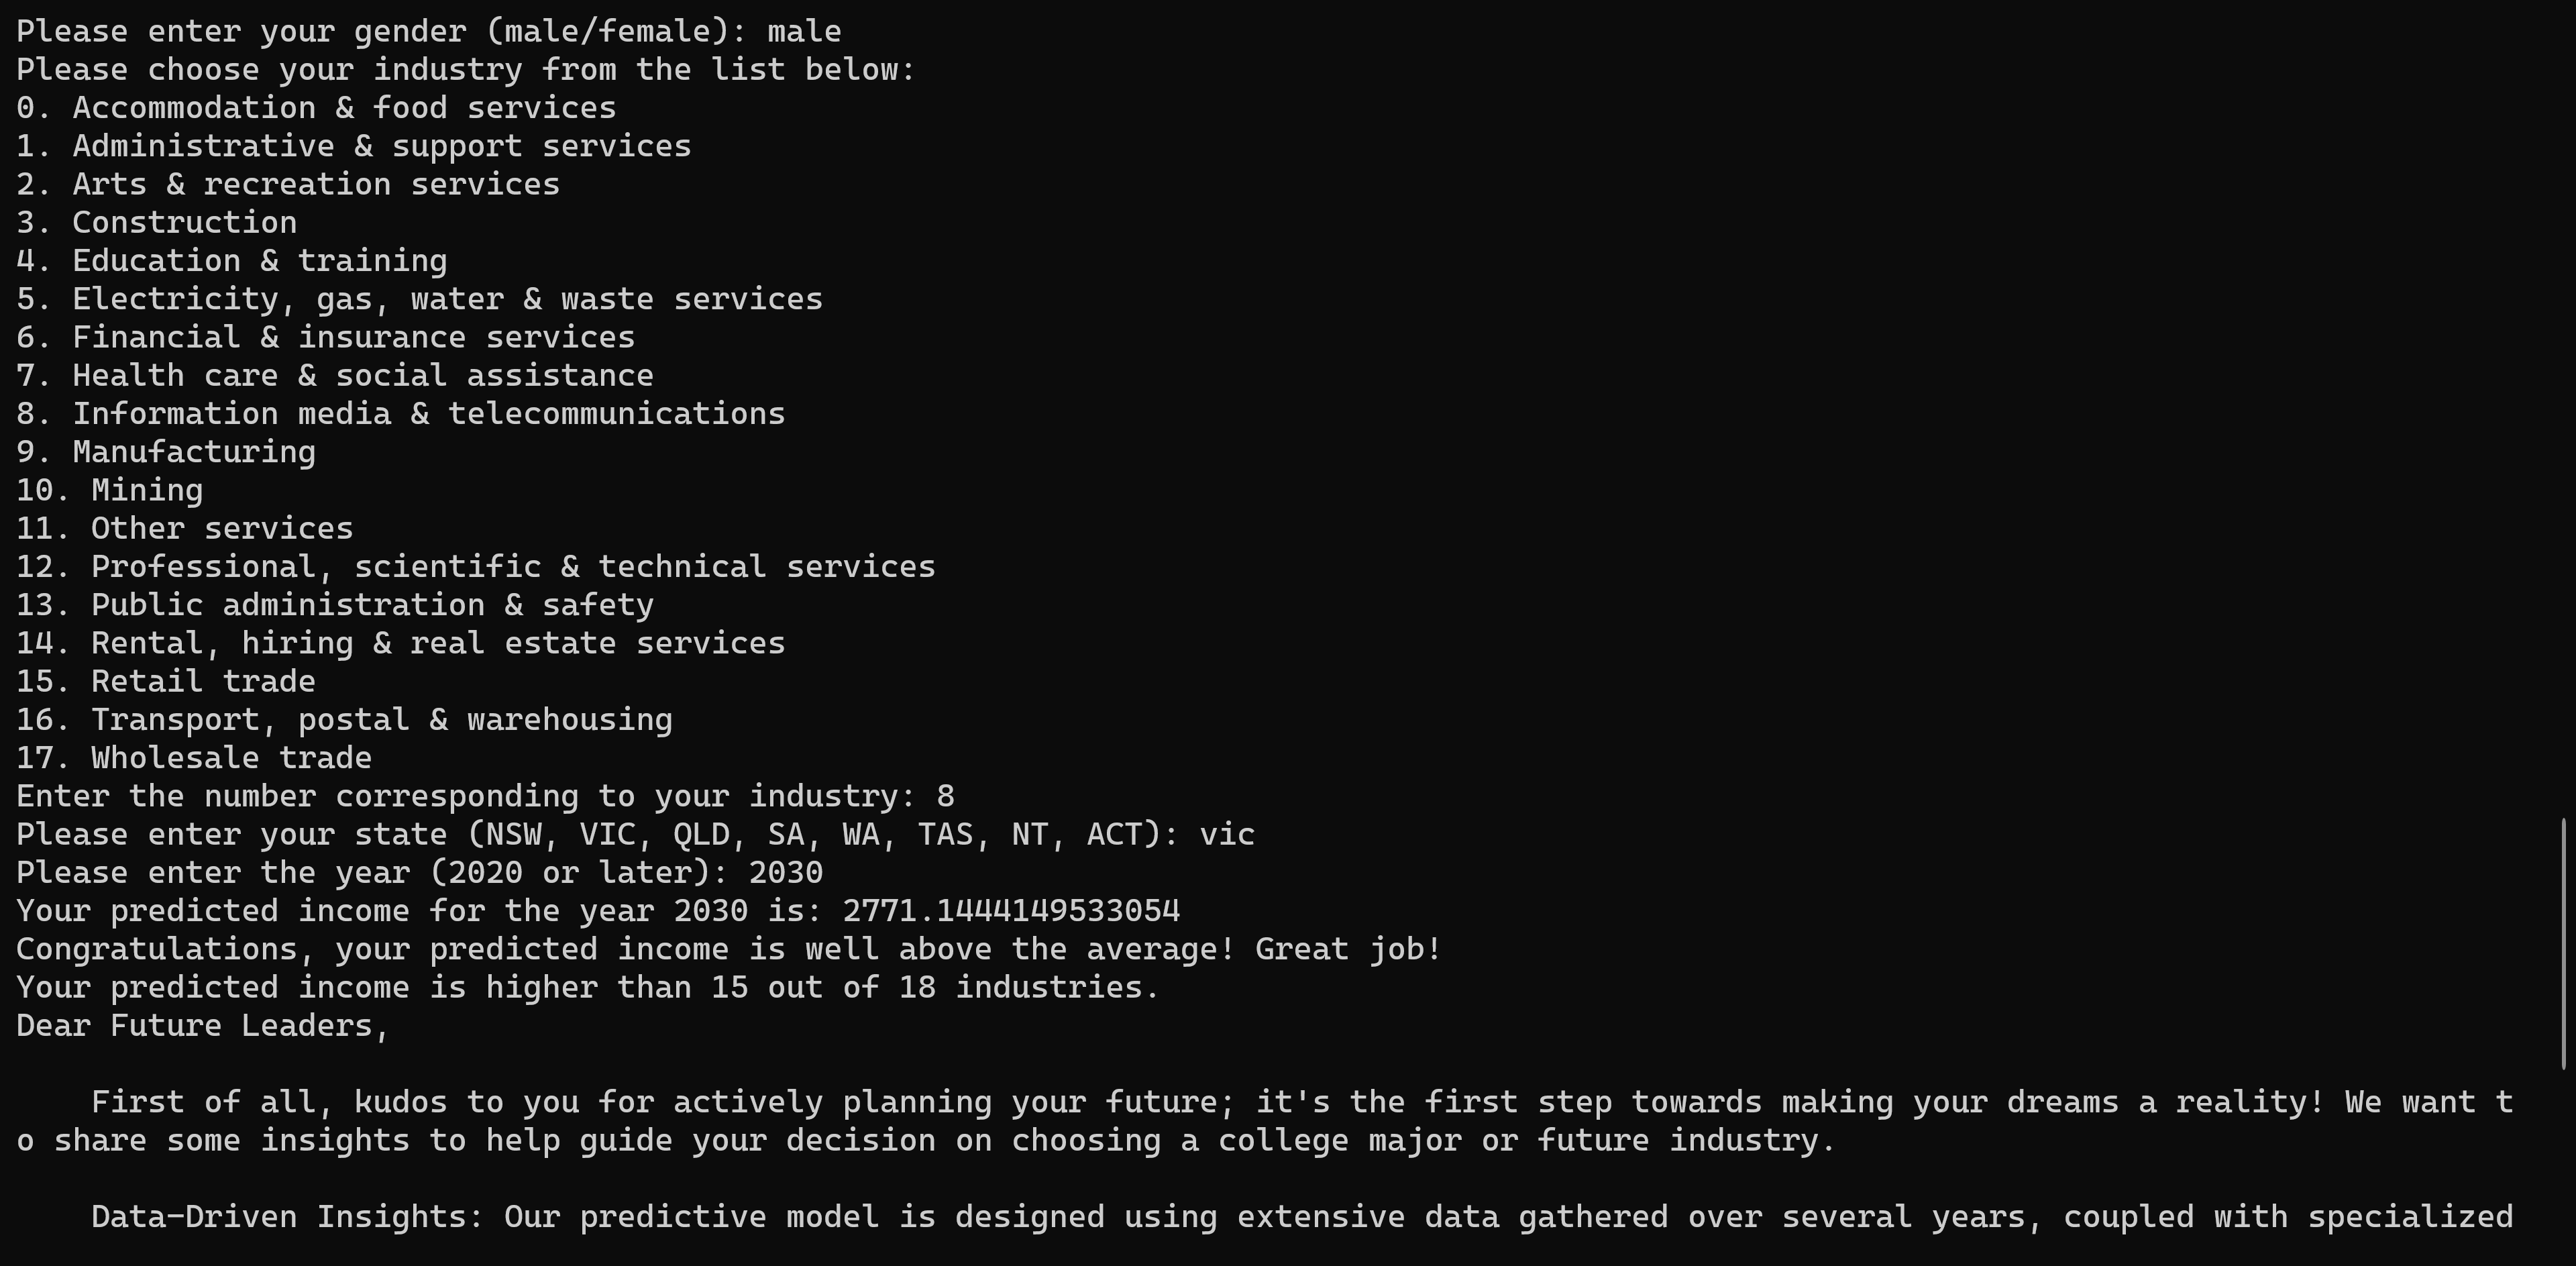 Please enter your gender (male/female): male
Please choose your industry from the list below:
0. Accommodation & food services
1. Administrative & support services
2. Arts & recreation services
3. Construction
4. Education & training
5. Electricity, gas, water & waste services
6. Financial & insurance services
7. Health care & social assistance
8. Information media & telecommunications
9. Manufacturing
10. Mining
11. Other services
12. Professional, scientific & technical services
13. Public administration & safety
14. Rental, hiring & real estate services
15. Retail trade
16. Transport, postal & warehousing
17. Wholesale trade
Enter the number corresponding to your industry: 8
Please enter your state (NSW, VIC, QLD, SA, WA, TAS, NT, ACT): vic
Please enter the year (2020 or later): 2030
Your predicted income for the year 2030 is: 2771.144414953​3054
Congratulations, your predicted income is well above the average! Great job!
Your predicted income is higher than 15 out of 18 industries.
Dear Future Leaders,
First of all, kudos to you for actively planning your future; it's the first step towards making your dreams a reality! We want t
o share some insights to help guide your decision on choosing a college major or future industry.
Data-Driven Insights: Our predictive model is designed using extensive data gathered over several years, coupled with specialized